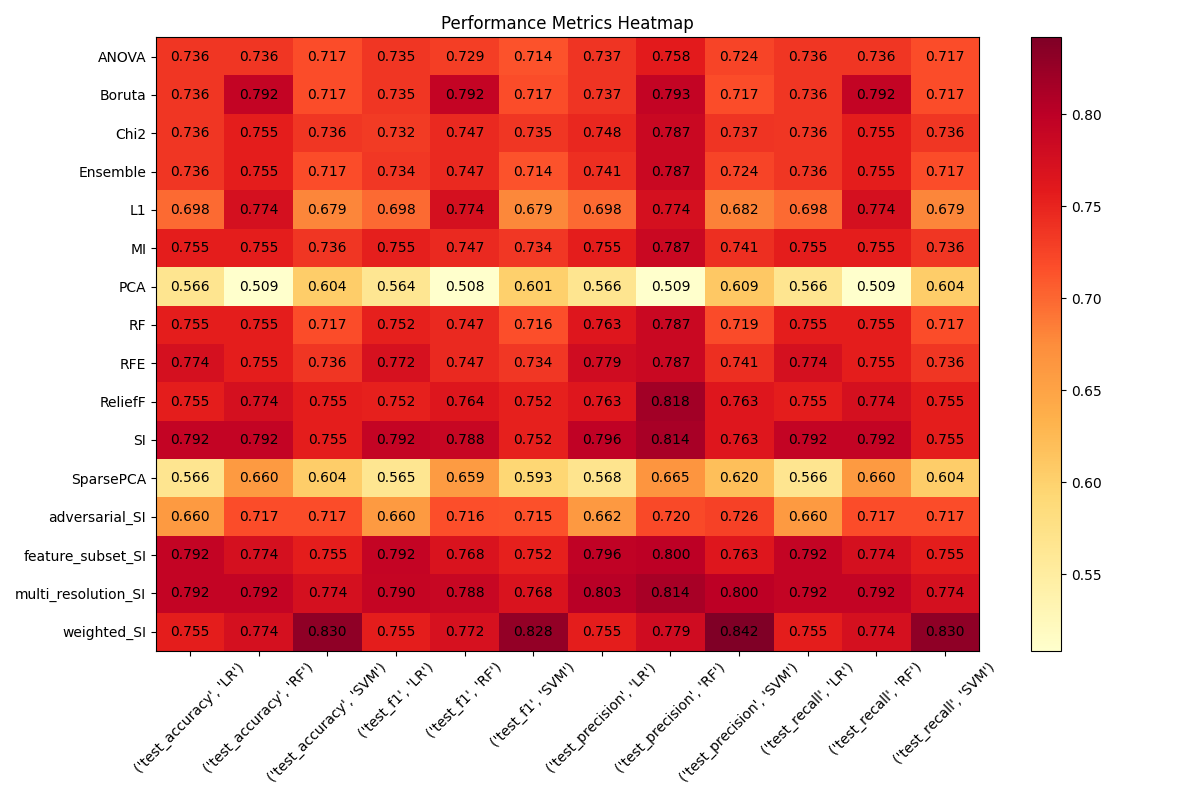 Performance Metrics Heatmap
ANOVA 0.736 0.736 0.717 0.735 0.729 0.714 0.737 0.758 0.724 0.736 0.736 0.717
Boruta 0.736 0.792 0.717 0.735 0.792 0.717 0.737 0.793 0.717 0.736 0.792 0.717
Chi2 0.736 0.755 0.736 0.732 0.747 0.735 0.748 0.787 0.737 0.736 0.755 0.736
Ensemble 0.736 0.755 0.717 0.734 0.747 0.714 0.741 0.787 0.724 0.736 0.755 0.717
L1 0.698 0.774 0.679 0.698 0.774 0.679 0.698 0.774 0.682 0.698 0.774 0.679
MI 0.755 0.755 0.736 0.755 0.747 0.734 0.755 0.787 0.741 0.755 0.755 0.736
PCA 0.566 0.509 0.604 0.564 0.508 0.601 0.566 0.509 0.609 0.566 0.509 0.604
RF 0.755 0.755 0.717 0.752 0.747 0.716 0.763 0.787 0.719 0.755 0.755 0.717
RFE 0.774 0.755 0.736 0.772 0.747 0.734 0.779 0.787 0.741 0.774 0.755 0.736
ReliefF 0.755 0.774 0.755 0.752 0.764 0.752 0.763 0.818 0.763 0.755 0.774 0.755
SI 0.792 0.792 0.755 0.792 0.788 0.752 0.796 0.814 0.763 0.792 0.792 0.755
SparsePCA 0.566 0.660 0.604 0.565 0.659 0.593 0.568 0.665 0.620 0.566 0.660 0.604
adversarial_SI 0.660 0.717 0.717 0.660 0.716 0.715 0.662 0.720 0.726 0.660 0.717 0.717
feature_subset_SI 0.792 0.774 0.755 0.792 0.768 0.752 0.796 0.800 0.763 0.792 0.774 0.755
multi_resolution_SI 0.792 0.792 0.774 0.790 0.788 0.768 0.803 0.814 0.800 0.792 0.792 0.774
weighted_SI 0.755 0.774 0.830 0.755 0.772 0.828 0.755 0.779 0.842 0.755 0.774 0.830
('test_accuracy', 'LR')
('test_accuracy', 'RF')
('test_accuracy', 'SVM')
('test_f1', 'LR')
('test_f1', 'RF')
('test_f1', 'SVM')
('test_precision', 'LR')
('test_precision', 'RF')
('test_precision', 'SVM')
('test_recall', 'LR')
('test_recall', 'RF')
('test_recall', 'SVM')
0.80
0.75
0.70
0.65
0.60
0.55